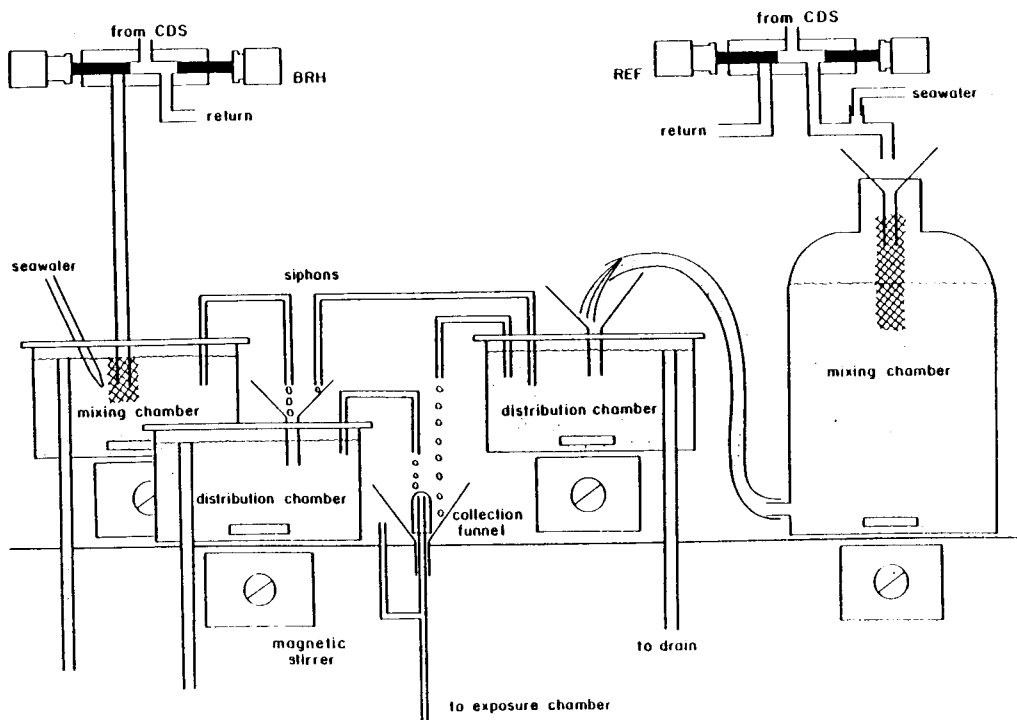 from CDS
from CDS
BRH
REF
return
return
seawater
seawater
siphons
mixing chamber
mixing chamber
distribution chamber
distribution chamber
collection
funnel
magnetic
stirrer
to drain
to exposure chamber